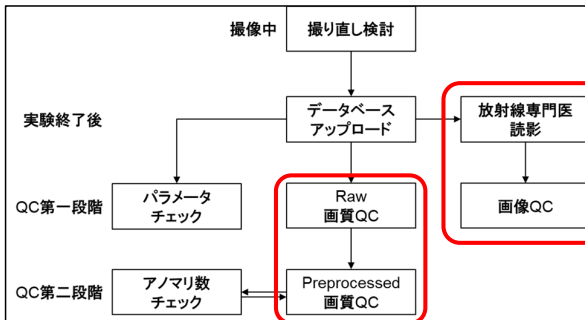 撮像中
撮り直し検討
実験終了後
データベース
アップロード
放射線専門医
読影
QC第一段階
パラメータ
チェック
Raw
画質QC
画像QC
QC第二段階
アノマリ数
チェック
Preprocessed
画質QC